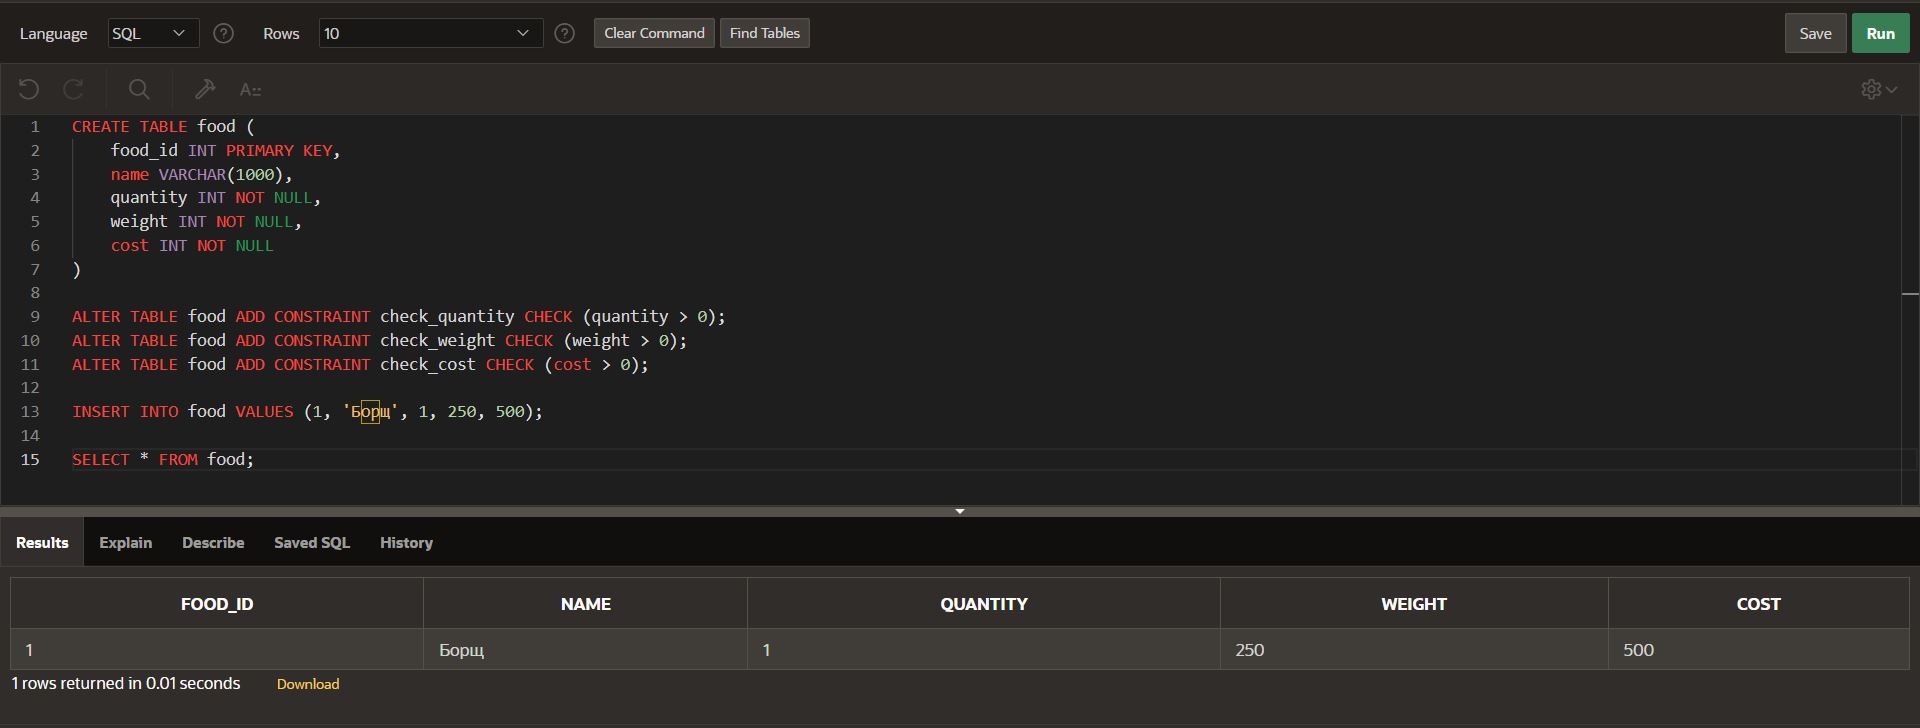 Language SQL Rows 10 Clear Command Find Tables Save Run
1 CREATE TABLE food (
2 food_id INT PRIMARY KEY,
3 name VARCHAR(1000),
4 quantity INT NOT NULL,
5 weight INT NOT NULL,
6 cost INT NOT NULL
7 )
8
9 ALTER TABLE food ADD CONSTRAINT check_quantity CHECK (quantity > 0);
10 ALTER TABLE food ADD CONSTRAINT check_weight CHECK (weight > 0);
11 ALTER TABLE food ADD CONSTRAINT check_cost CHECK (cost > 0);
12
13 INSERT INTO food VALUES (1, 'Борщ', 1, 250, 500);
14
15 SELECT * FROM food;
Results Explain Describe Saved SQL History
FOOD_ID NAME QUANTITY WEIGHT COST
1 Борщ 1 250 500
1 rows returned in 0.01 seconds Download